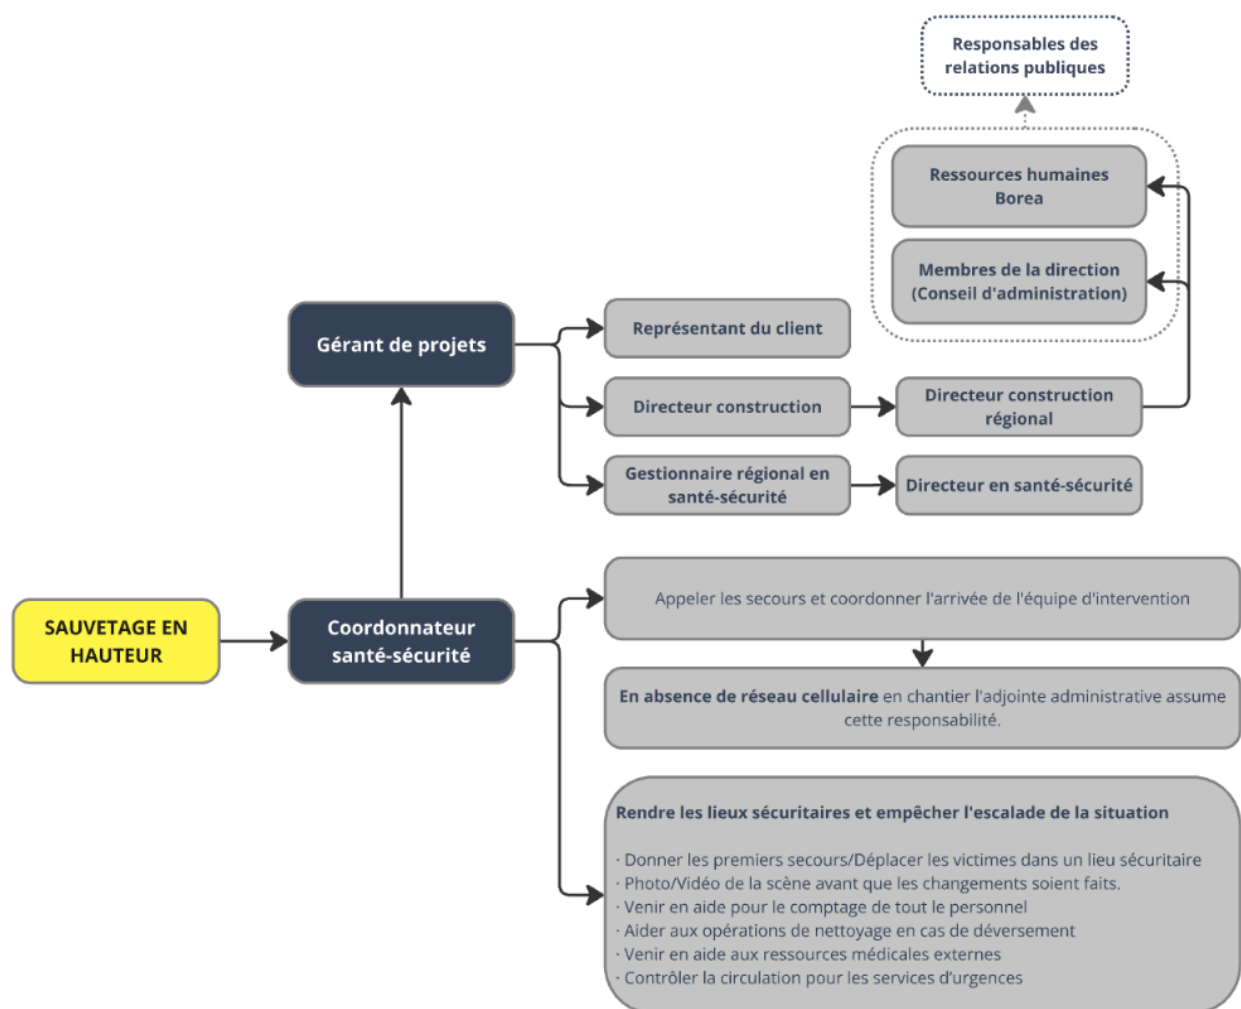 Responsables des
relations publiques
Ressources humaines
Borea
Membres de la direction
(Conseil d'administration)
Gérant de projets
Représentant du client
Directeur construction
Directeur construction
régional
Gestionnaire régional en
santé-sécurité
Directeur en santé-sécurité
SAUVETAGE EN
HAUTEUR
Coordonnateur
santé-sécurité
Appeler les secours et coordonner l'arrivée de l'équipe d'intervention
En absence de réseau cellulaire en chantier l'adjointe administrative assume
cette responsabilité.
Rendre les lieux sécuritaires et empêcher l'escalade de la situation
· Donner les premiers secours/Déplacer les victimes dans un lieu sécuritaire
· Photo/Vidéo de la scène avant que les changements soient faits.
· Venir en aide pour le comptage de tout le personnel
· Aider aux opérations de nettoyage en cas de déversement
· Venir en aide aux ressources médicales externes
· Contrôler la circulation pour les services d'urgences